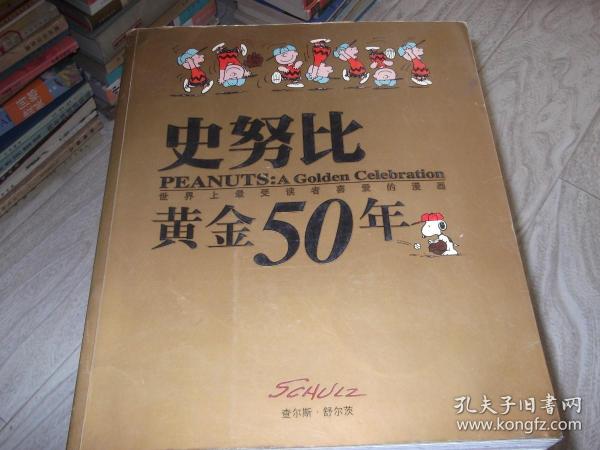 史努比
PEANUTS: A Golden Celebration
世界上最受读者喜爱的漫画
黄金50年
SCHULZ
查尔斯·舒尔茨
孔夫子旧书网
www.kongfz.com